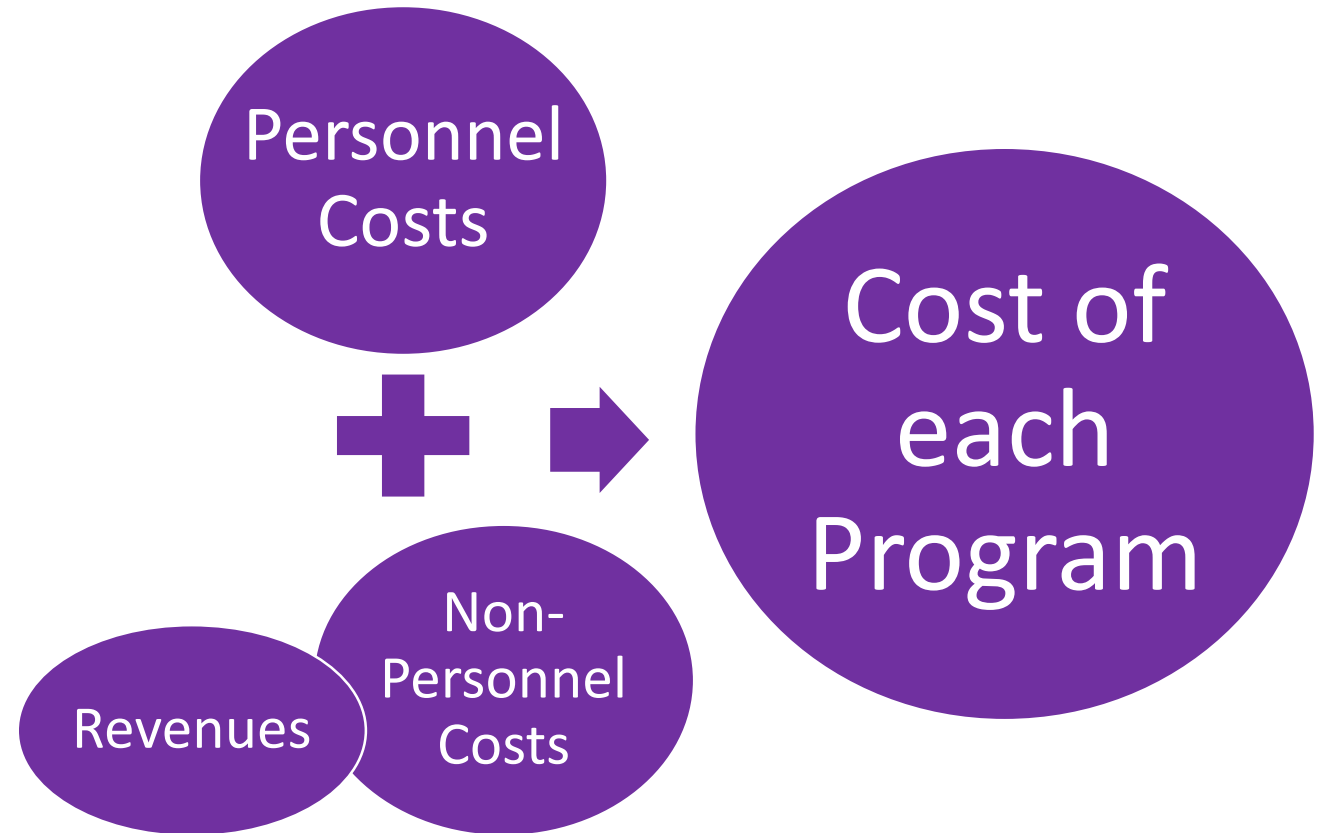 Personnel
Costs
Cost of
each
Program
Non-
Personnel
Costs
Revenues